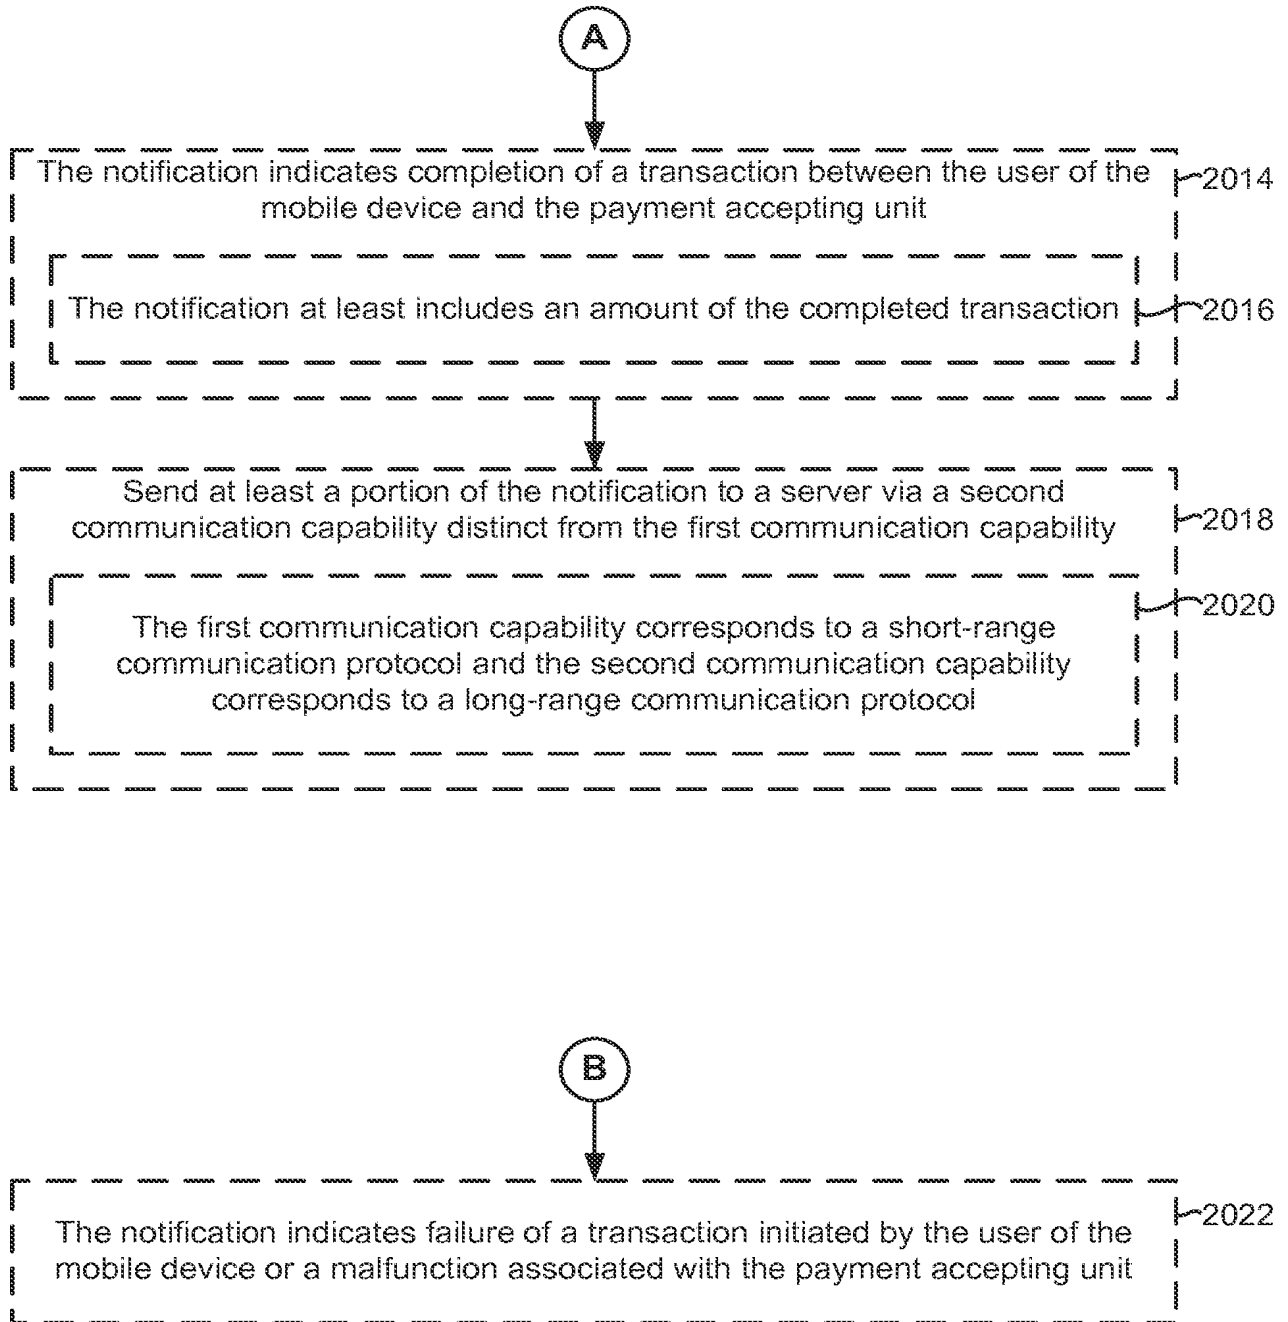 A
The notification indicates completion of a transaction between the user of the
mobile device and the payment accepting unit
2014
The notification at least includes an amount of the completed transaction
2016
Send at least a portion of the notification to a server via a second
communication capability distinct from the first communication capability
2018
The first communication capability corresponds to a short-range
communication protocol and the second communication capability
corresponds to a long-range communication protocol
2020
B
The notification indicates failure of a transaction initiated by the user of the
mobile device or a malfunction associated with the payment accepting unit
2022